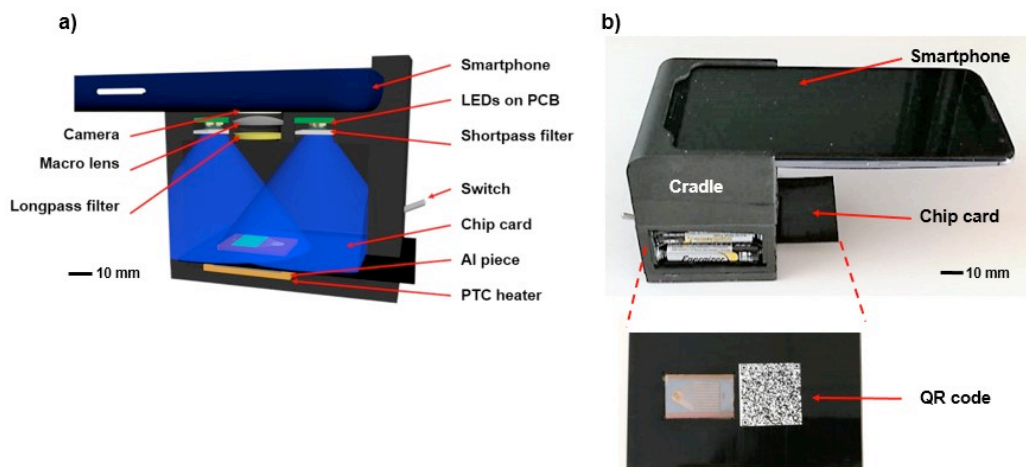 a)
Smartphone
LEDs on PCB
Shortpass filter
Switch
Chip card
Al piece
PTC heater
Camera
Macro lens
Longpass filter
10 mm
b)
Smartphone
Cradle
Chip card
Energizer
10 mm
QR code